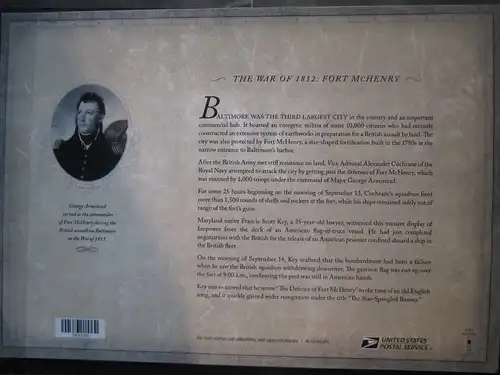 THE WAR OF 1812: FORT McHENRY
BALTIMORE WAS THE THIRD LARGEST CITY in the country and an important
commercial hub. It boasted an energetic militia of some 10,000 citizens who had recently
constructed an extensive system of earthworks in preparation for a British assault by land. The
city was also protected by Fort McHenry, a star-shaped fortification built in the 1790s in the
narrow entrance to Baltimore's harbor.
After the British Army met stiff resistance on land, Vice Admiral Alexander Cochrane of the
Royal Navy attempted to attack the city by getting past the defenses of Fort McHenry, which
was manned by 1,000 troops under the command of Major George Armistead.
For some 25 hours beginning on the morning of September 13, Cochrane's squadron fired
more than 1,500 rounds of shells and rockets at the fort, while his ships remained safely out of
range of the fort's guns.
Maryland native Francis Scott Key, a 35-year-old lawyer, witnessed this massive display of
firepower from the deck of an American flag-of-truce vessel. He had just completed
negotiations with the British for the release of an American prisoner confined aboard a ship in
the British fleet.
On the morning of September 14, Key realized that the bombardment had been a failure
when he saw the British squadron withdrawing downriver. The garrison flag was run up over
the fort at 9:00 a.m., confirming the post was still in American hands.
Key was so moved that he wrote "The Defence of Fort McHenry" to the tune of an old English
song, and it quickly gained wider recognition under the title "The Star-Spangled Banner."
George Armistead
served as the commander
of Fort McHenry during the
British assault on Baltimore
in the War of 1812.
UNITED STATES
POSTAL SERVICE